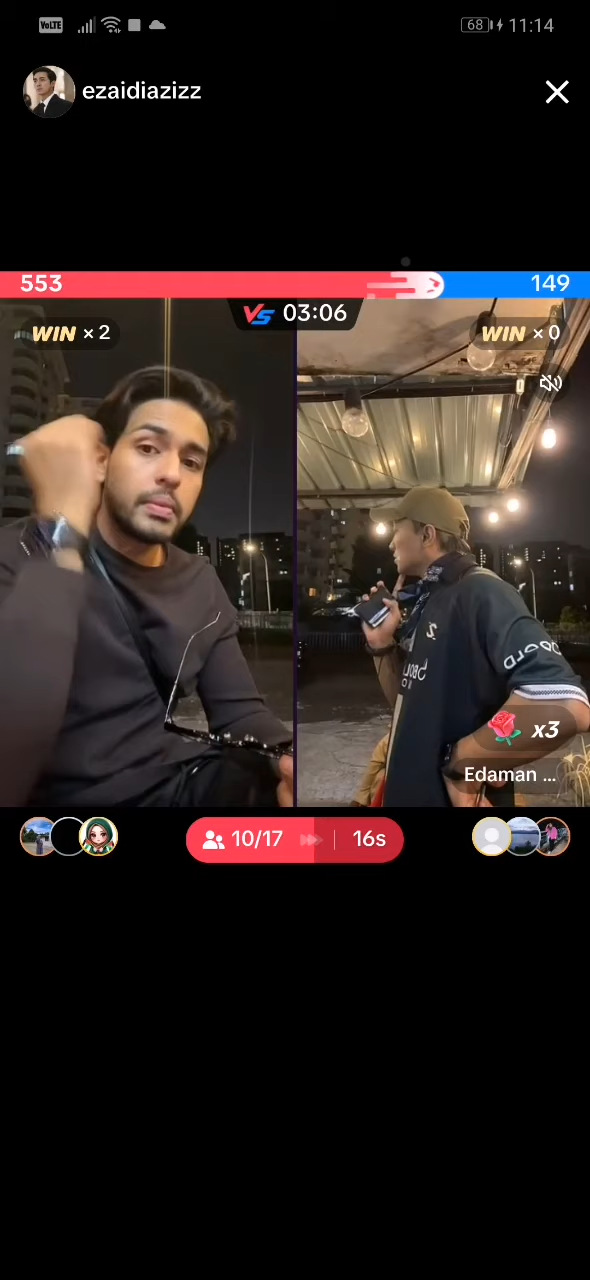 VoLTE
68
11:14
ezaidiazizz
553
149
VS 03:06
WIN × 2
WIN × 0
x3
Edaman ...
10/17
16s